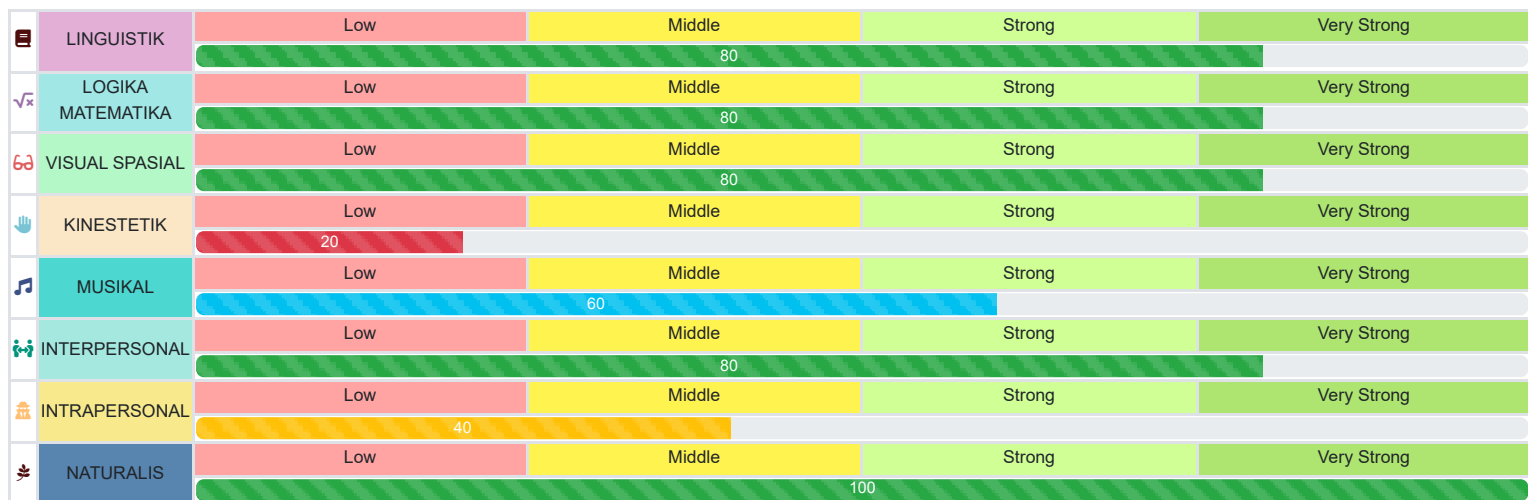 Low Middle Strong Very Strong
LINGUISTIK
80
LOGIKA
MATEMATIKA
Low Middle Strong Very Strong
80
VISUAL SPASIAL
Low Middle Strong Very Strong
80
KINESTETIK
Low Middle Strong Very Strong
20
MUSIKAL
Low Middle Strong Very Strong
60
INTERPERSONAL
Low Middle Strong Very Strong
80
INTRAPERSONAL
Low Middle Strong Very Strong
40
NATURALIS
Low Middle Strong Very Strong
100